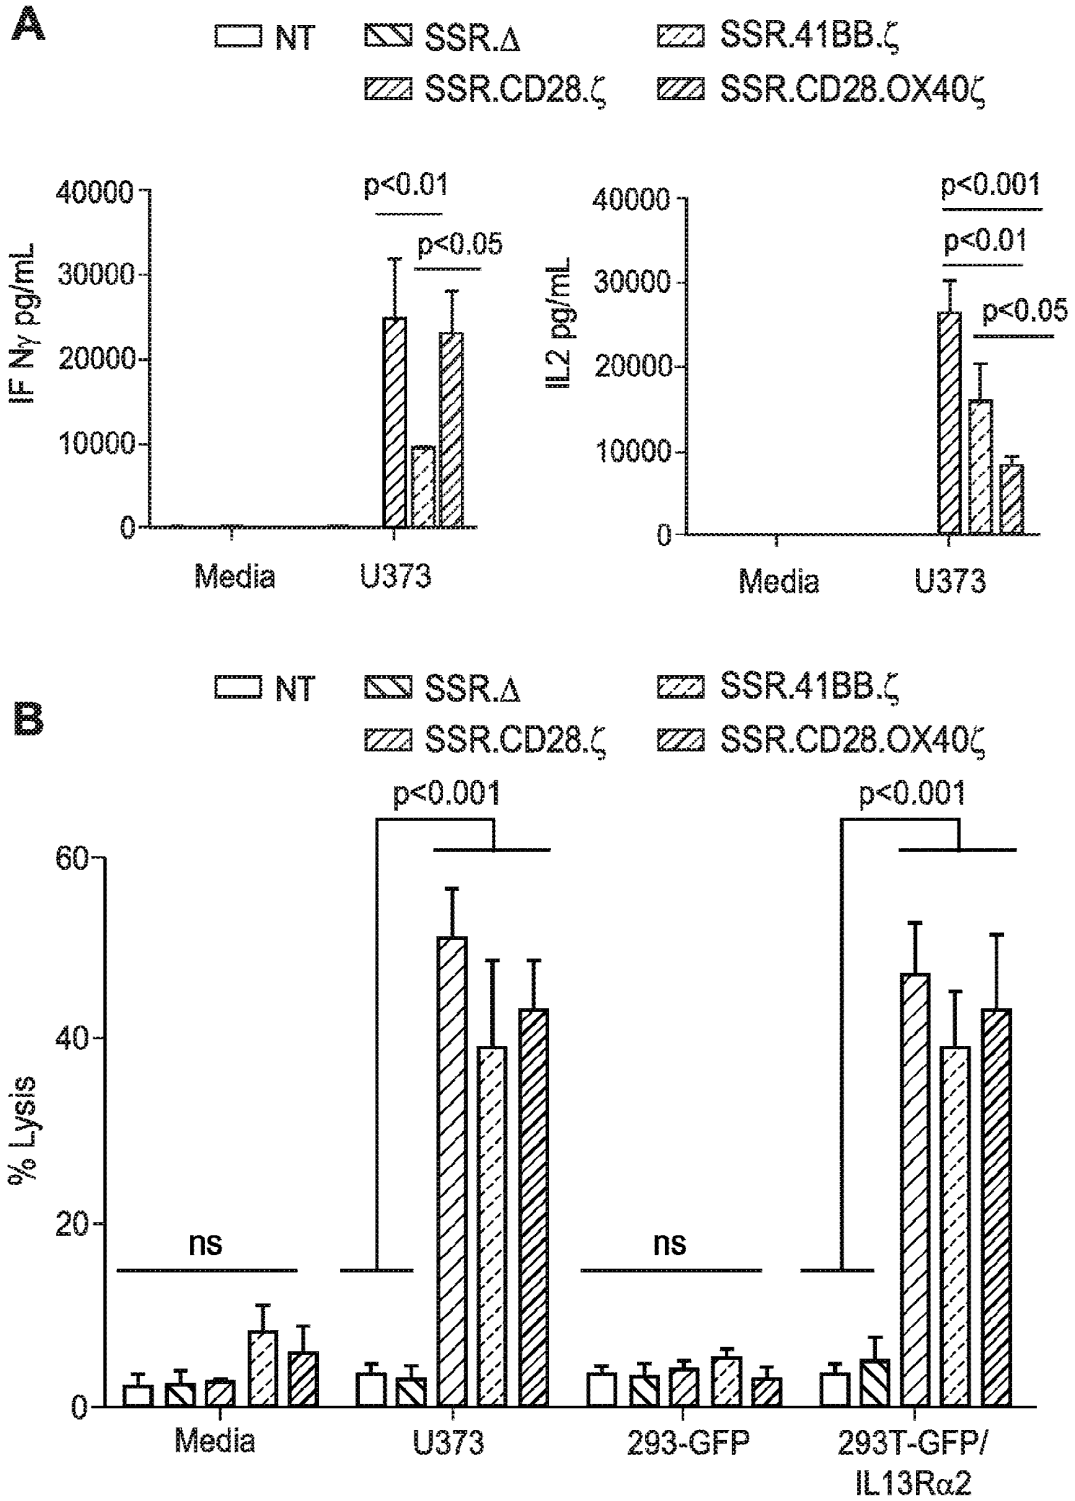 A
NT SSR.Δ SSR.41BB.ζ
SSR.CD28.ζ SSR.CD28.OX40ζ
p<0.01
p<0.05
40000
30000
20000
10000
0
IF Nγ pg/mL
Media U373
p<0.001
p<0.01
p<0.05
40000
30000
20000
10000
0
IL2 pg/mL
Media U373
B
NT SSR.Δ SSR.41BB.ζ
SSR.CD28.ζ SSR.CD28.OX40ζ
p<0.001 p<0.001
60
40
20
0
% Lysis
ns ns
Media U373 293-GFP 293T-GFP/
IL13Rα2